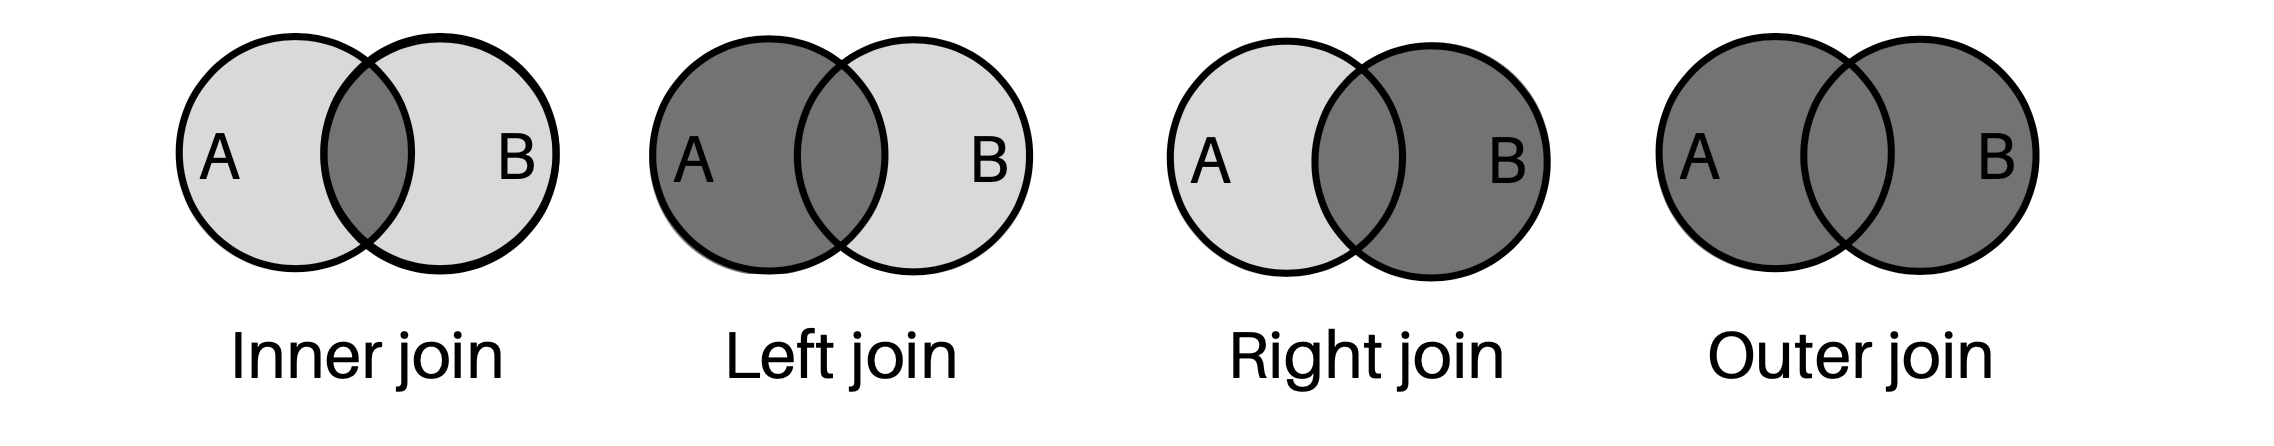 A B
A B
A B
A B
Inner join
Left join
Right join
Outer join